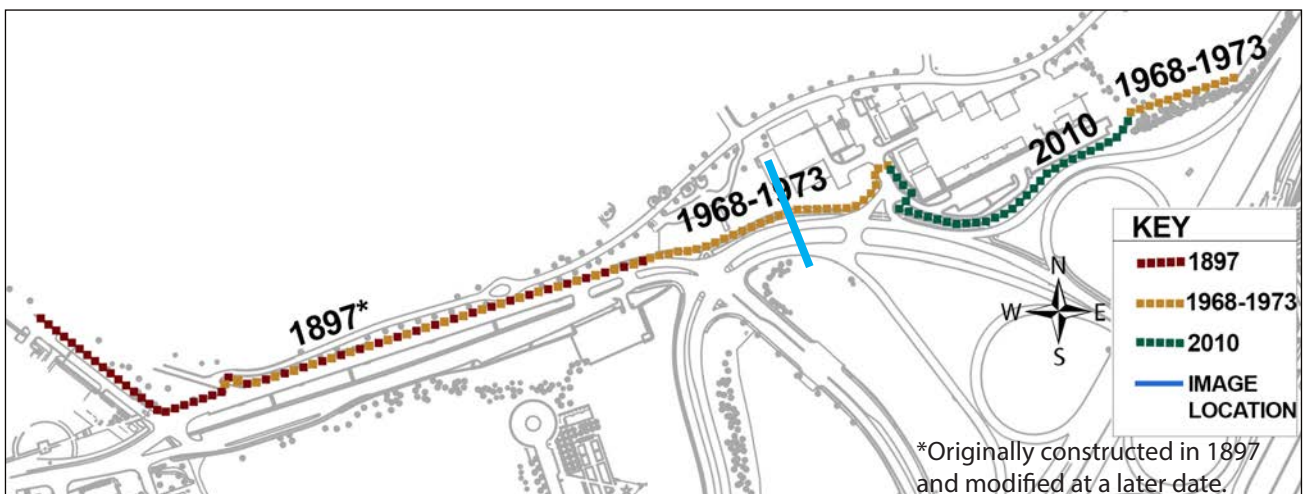 1968-1973
2010
1968-1973
1897*
KEY
1897
1968-1973
2010
IMAGE
LOCATION
N
W E
S
*Originally constructed in 1897
and modified at a later date.